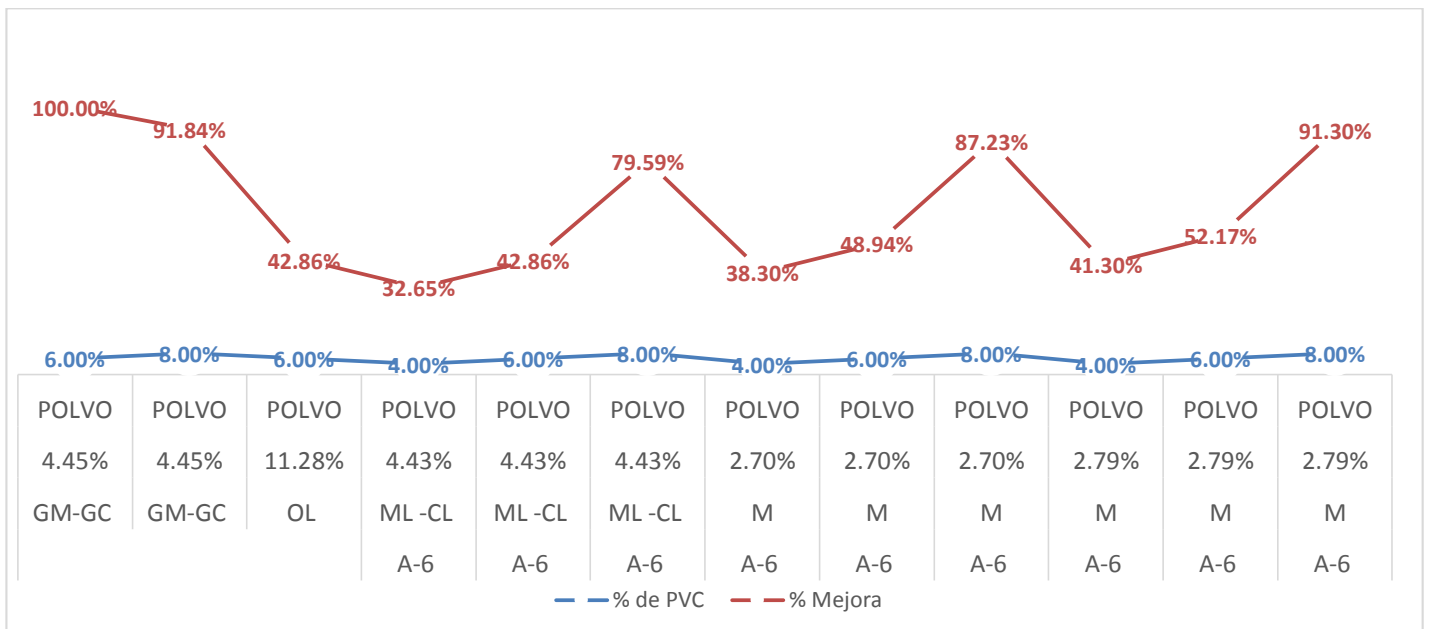 100.00% 91.84% 42.86% 32.65% 42.86% 79.59% 38.30% 48.94% 87.23% 41.30% 52.17% 91.30%
6.00% 8.00% 6.00% 4.00% 6.00% 8.00% 4.00% 6.00% 8.00% 4.00% 6.00% 8.00%
POLVO POLVO POLVO POLVO POLVO POLVO POLVO POLVO POLVO POLVO POLVO POLVO
4.45% 4.45% 11.28% 4.43% 4.43% 4.43% 2.70% 2.70% 2.70% 2.79% 2.79% 2.79%
GM-GC GM-GC OL ML -CL ML -CL ML -CL M M M M M M
A-6 A-6 A-6 A-6 A-6 A-6 A-6 A-6 A-6
% de PVC % Mejora